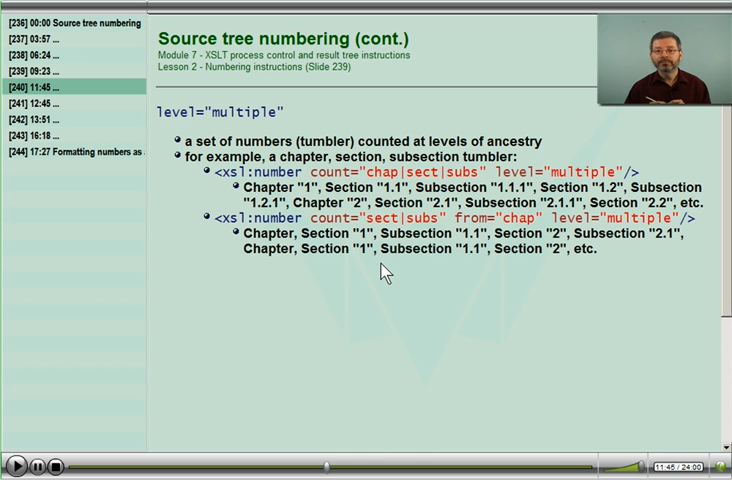 [236] 00:00 Source tree numbering
[237] 03:57 ...
[238] 06:24 ...
[239] 09:23 ...
[240] 11:45 ...
[241] 12:45 ...
[242] 13:51 ...
[243] 16:18 ...
[244] 17:27 Formatting numbers as
Source tree numbering (cont.)
Module 7 - XSLT process control and result tree instructions
Lesson 2 - Numbering instructions (Slide 239)
level="multiple"
a set of numbers (tumbler) counted at levels of ancestry
for example, a chapter, section, subsection tumbler:
<xsl:number count="chap|sect|subs" level="multiple"/>
Chapter "1", Section "1.1", Subsection "1.1.1", Section "1.2", Subsection
"1.2.1", Chapter "2", Section "2.1", Subsection "2.1.1", Section "2.2", etc.
<xsl:number count="sect|subs" from="chap" level="multiple"/>
Chapter, Section "1", Subsection "1.1", Section "2", Subsection "2.1",
Chapter, Section "1", Subsection "1.1", Section "2", etc.
11:45 / 24:00